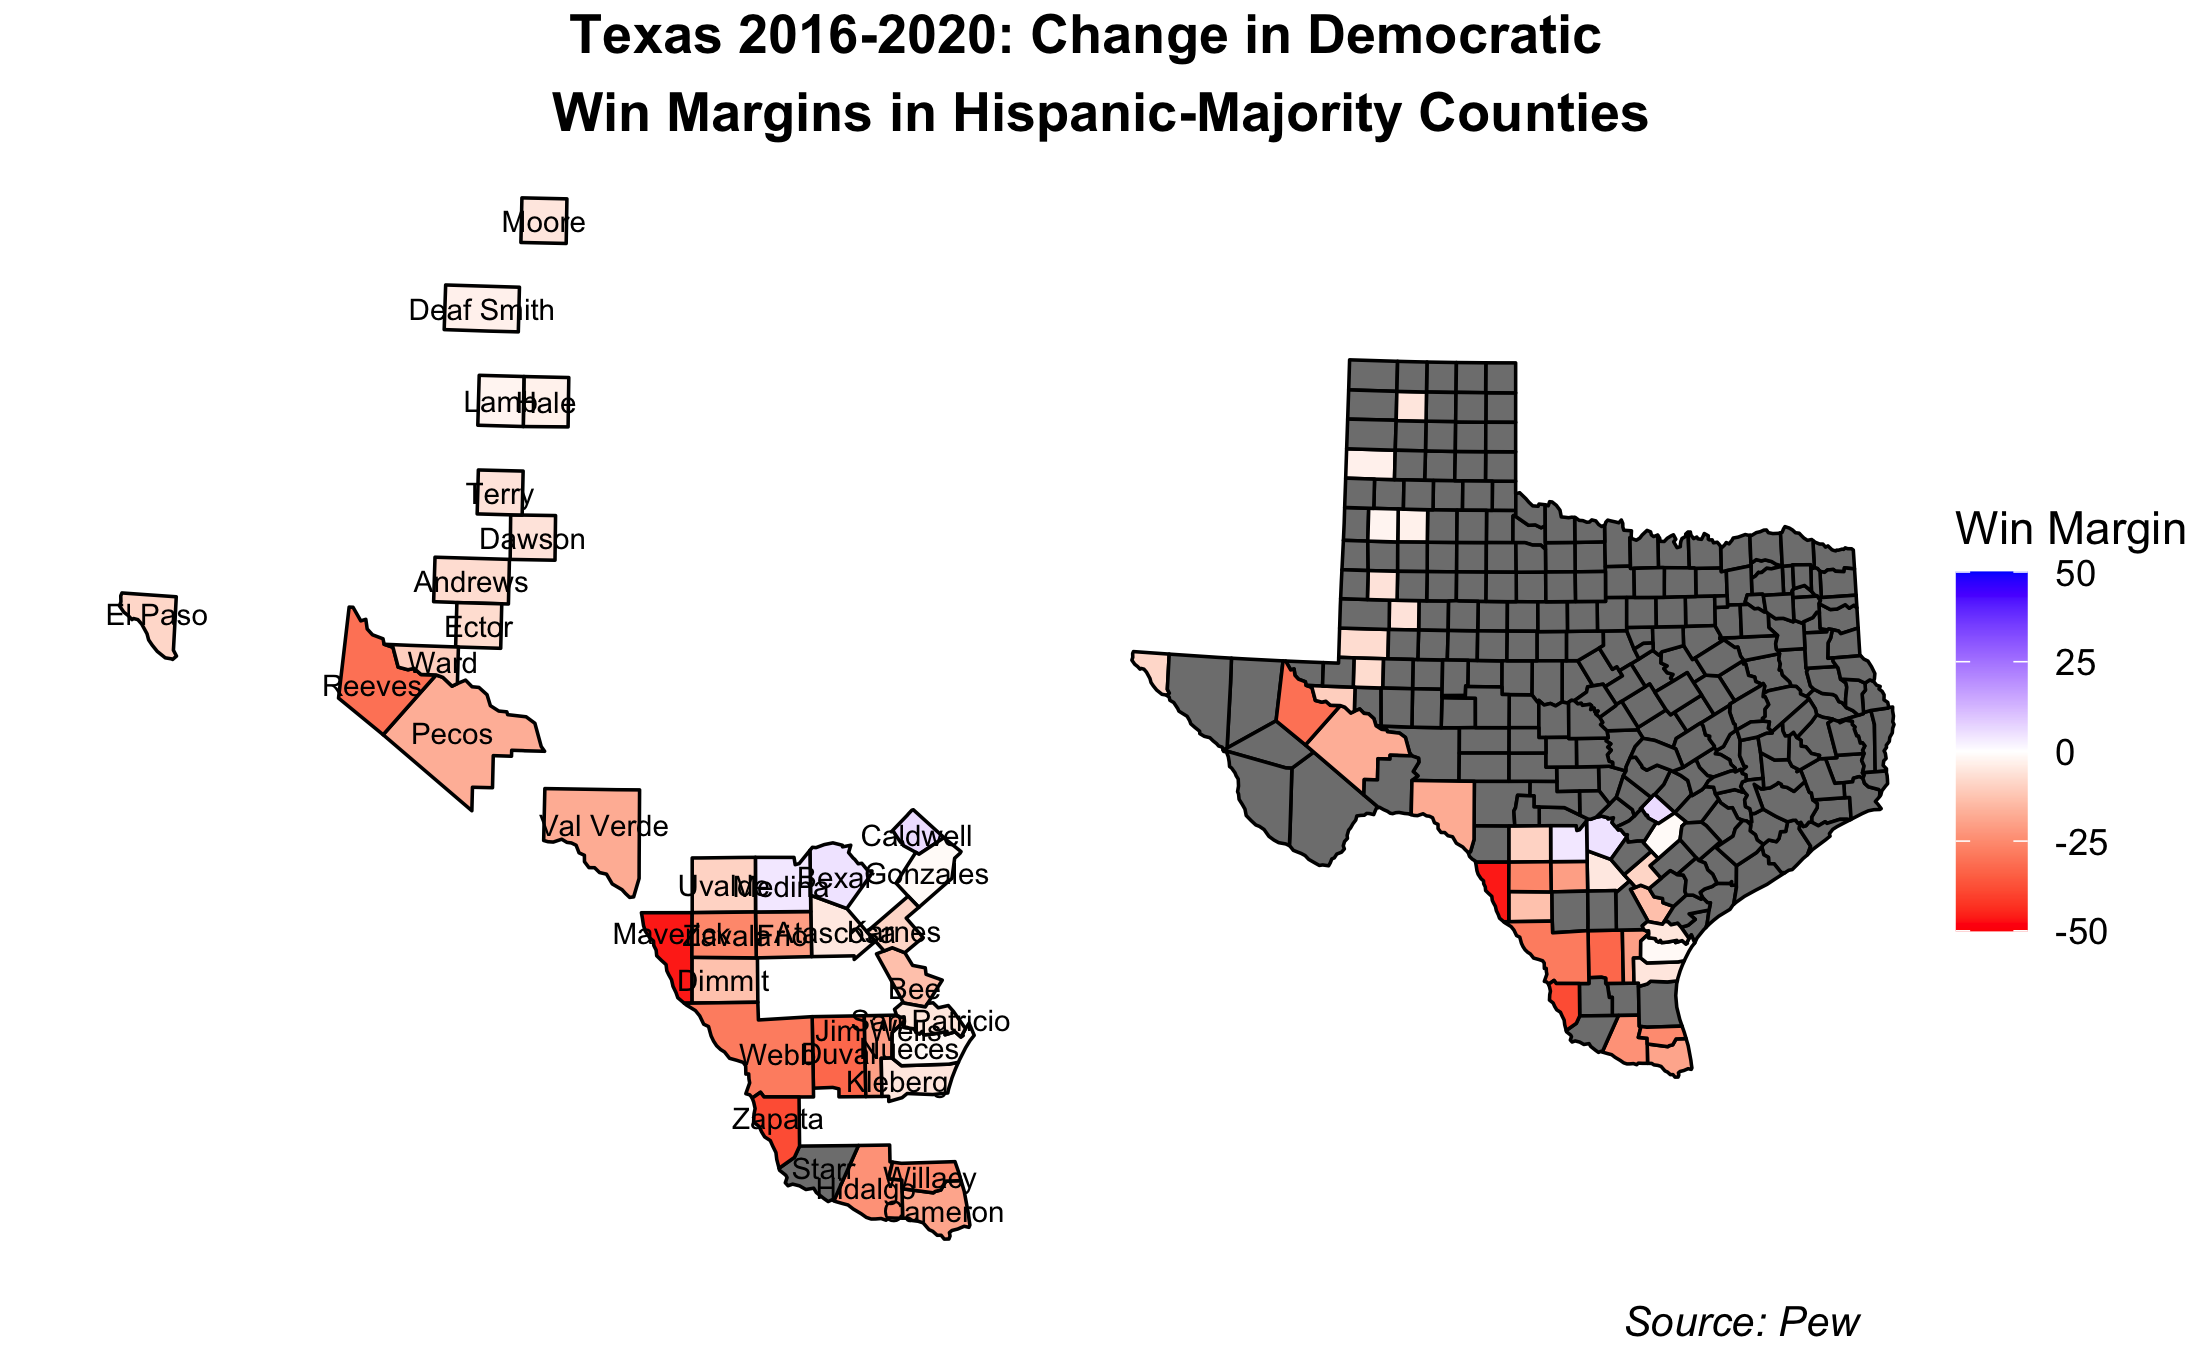 Texas 2016-2020: Change in Democratic
Win Margins in Hispanic-Majority Counties
Moore
Deaf Smith
Lamb
Hale
Terry
Dawson
Andrews
El Paso
Ector
Ward
Reeves
Pecos
Val Verde
Caldwell
Gonzales
Uvalde
Medina
Bexar
Maverick
Zavala
Frio
Atascosa
Karnes
Dimmit
Bee
San Patricio
Jim Wells
Webb
Duval
Nueces
Kleberg
Zapata
Starr
Hidalgo
Willacy
Cameron
Win Margin
50
25
0
-25
-50
Source: Pew